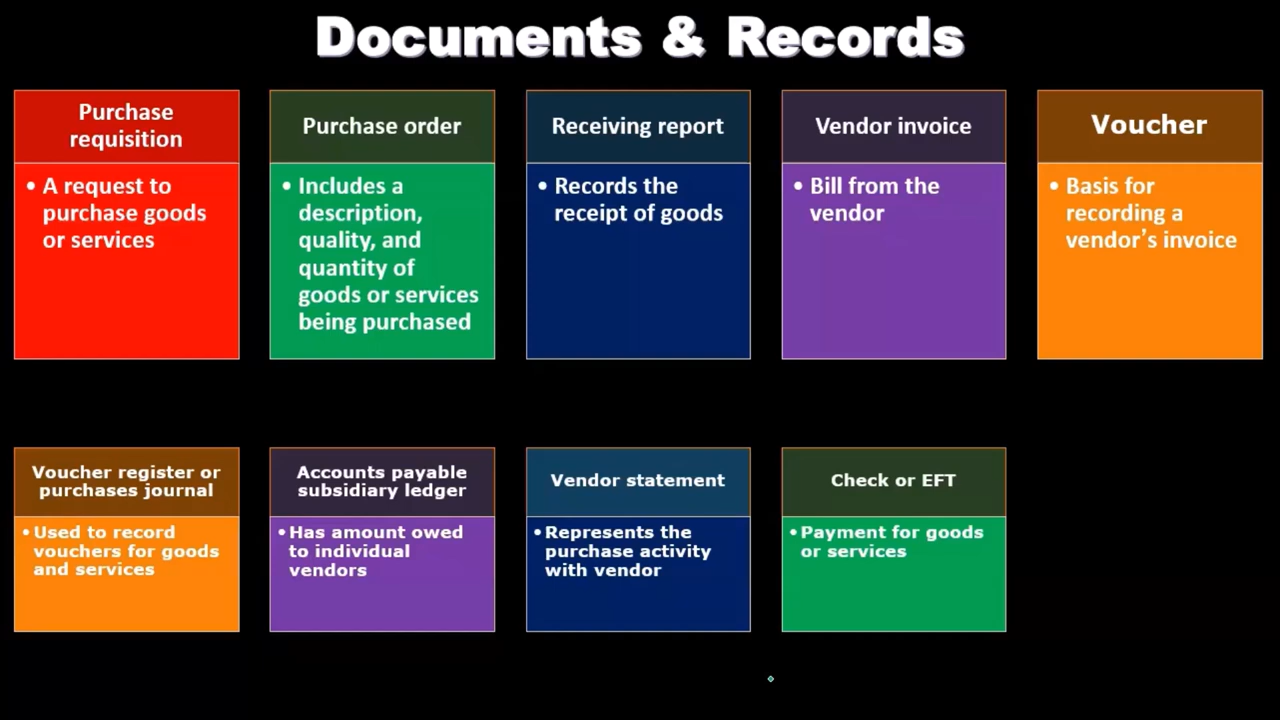 Documents & Records
Purchase
requisition
• A request to
purchase goods
or services
Purchase order
• Includes a
description,
quality, and
quantity of
goods or services
being purchased
Receiving report
• Records the
receipt of goods
Vendor invoice
• Bill from the
vendor
Voucher
• Basis for
recording a
vendor’s invoice
Voucher register or
purchases journal
• Used to record
vouchers for goods
and services
Accounts payable
subsidiary ledger
• Has amount owed
to individual
vendors
Vendor statement
• Represents the
purchase activity
with vendor
Check or EFT
• Payment for goods
or services